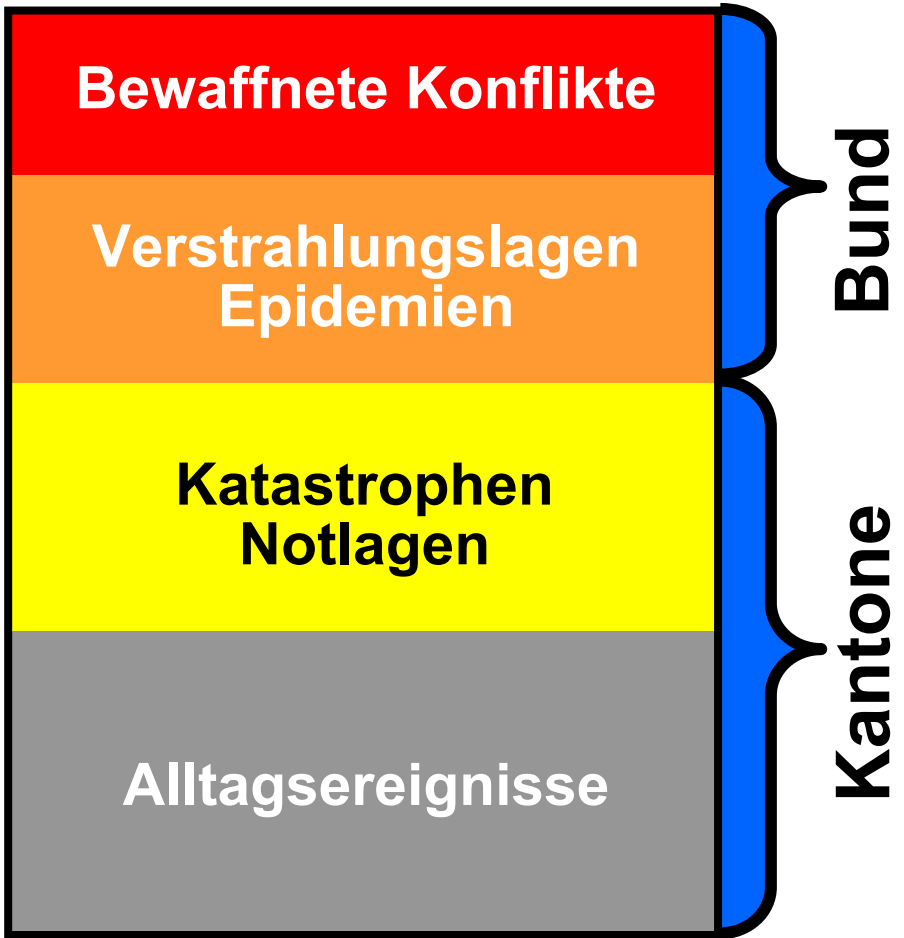 Bewaffnete Konflikte
Verstrahlungslagen
Epidemien
Bund
Katastrophen
Notlagen
Alltagsereignisse
Kantone